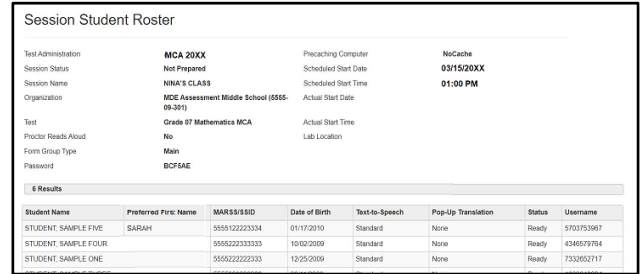 Session Student Roster
Test Administration MCA 20XX Precaching Computer NoCache
Session Status Not Prepared Scheduled Start Date 03/15/20XX
Session Name NINA'S CLASS Scheduled Start Time 01:00 PM
Organization MDE Assessment Middle School (5555- Actual Start Date
09-301)
Test Grade 07 Mathematics MCA Actual Start Time
Proctor Reads Aloud No Lab Location
Form Group Type Main
Password BCF5AE
6 Results
Student Name Preferred First Name MARSS/SSID Date of Birth Text-to-Speech Pop-Up Translation Status Username
STUDENT, SAMPLE FIVE SARAH 5555122223334 01/17/2010 Standard None Ready 5703753967
STUDENT, SAMPLE FOUR 5555222333333 10/02/2009 Standard None Ready 4346579764
STUDENT, SAMPLE ONE 5555222222333 12/25/2009 Standard None Ready 7332652717
STUDENT, SAMPLE THREE